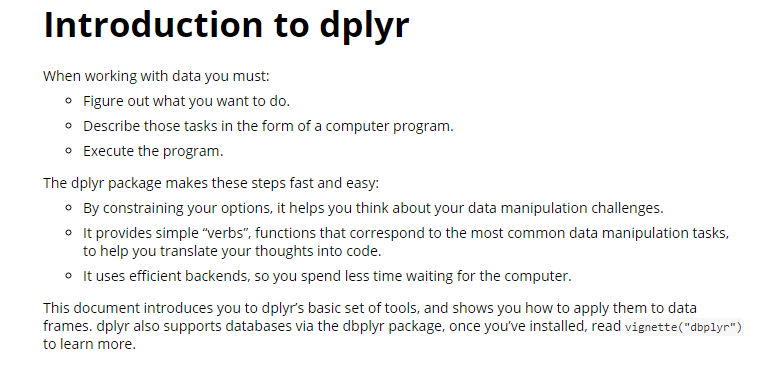 Introduction to dplyr
When working with data you must:
Figure out what you want to do.
Describe those tasks in the form of a computer program.
Execute the program.
The dplyr package makes these steps fast and easy:
By constraining your options, it helps you think about your data manipulation challenges.
It provides simple “verbs”, functions that correspond to the most common data manipulation tasks,
to help you translate your thoughts into code.
It uses efficient backends, so you spend less time waiting for the computer.
This document introduces you to dplyr’s basic set of tools, and shows you how to apply them to data
frames. dplyr also supports databases via the dbplyr package, once you’ve installed, read vignette("dbplyr")
to learn more.